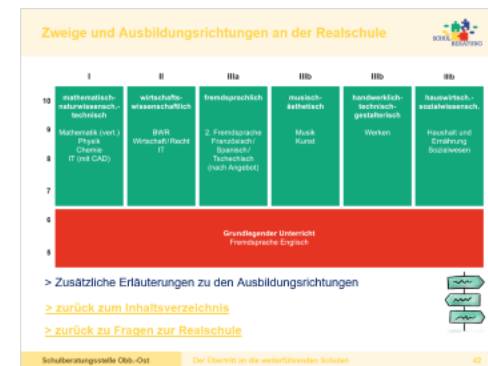 Zweige und Ausbildungsrichtungen an der Realschule
SCHUL
BERATUNG
I II IIIa IIIb IIIb IIIb
10
9
8
7
mathematisch-
naturwissensch.-
technisch
Mathematik (vert.)
Physik
Chemie
IT (mit CAD)
wirtschafts-
wissenschaftlich
BWR
Wirtschaft/Recht
IT
fremdsprachlich
2. Fremdsprache
Französisch/
Spanisch/
Tschechisch
(nach Angebot)
musisch-
ästhetisch
Musik
Kunst
handwerklich-
technisch-
gestalterisch
Werken
hauswirtsch.-
sozialwissensch.
Haushalt und
Ernährung
Sozialwesen
6
5
Grundlegender Unterricht
Fremdsprache Englisch
> Zusätzliche Erläuterungen zu den Ausbildungsrichtungen
> zurück zum Inhaltsverzeichnis
> zurück zu Fragen zur Realschule
Schulberatungsstelle Obb.-Ost Der Übertritt an die weiterführenden Schulen 42